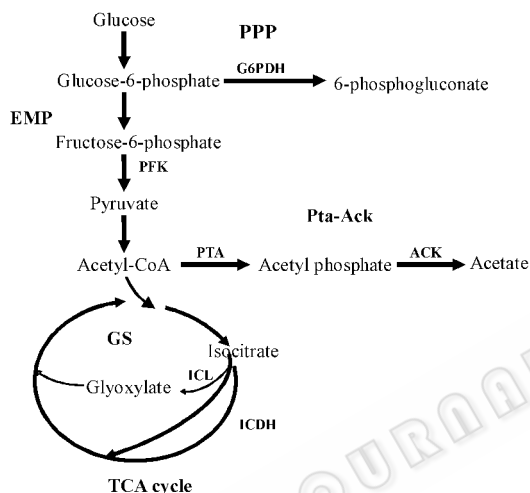 Glucose
PPP
Glucose-6-phosphate
G6PDH
6-phosphogluconate
EMP
Fructose-6-phosphate
PFK
Pyruvate
Pta-Ack
Acetyl-CoA
PTA
Acetyl phosphate
ACK
Acetate
GS
Isocitrate
ICL
Glyoxylate
ICDH
TCA cycle
OURNAL